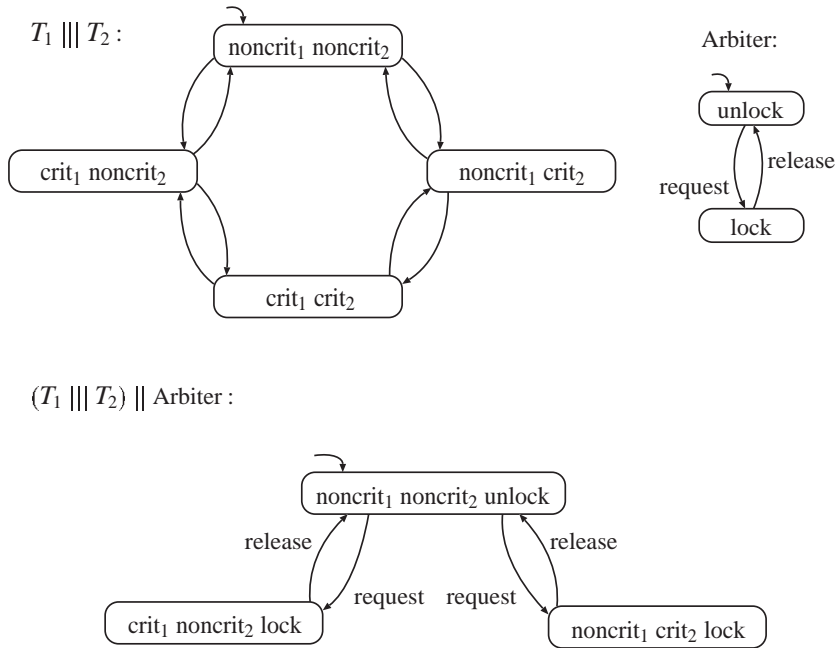 T₁ ||| T₂ :
noncrit₁ noncrit₂
Arbiter:
unlock
crit₁ noncrit₂
noncrit₁ crit₂
request
release
lock
crit₁ crit₂
(T₁ ||| T₂) || Arbiter :
noncrit₁ noncrit₂ unlock
release
release
request
request
crit₁ noncrit₂ lock
noncrit₁ crit₂ lock